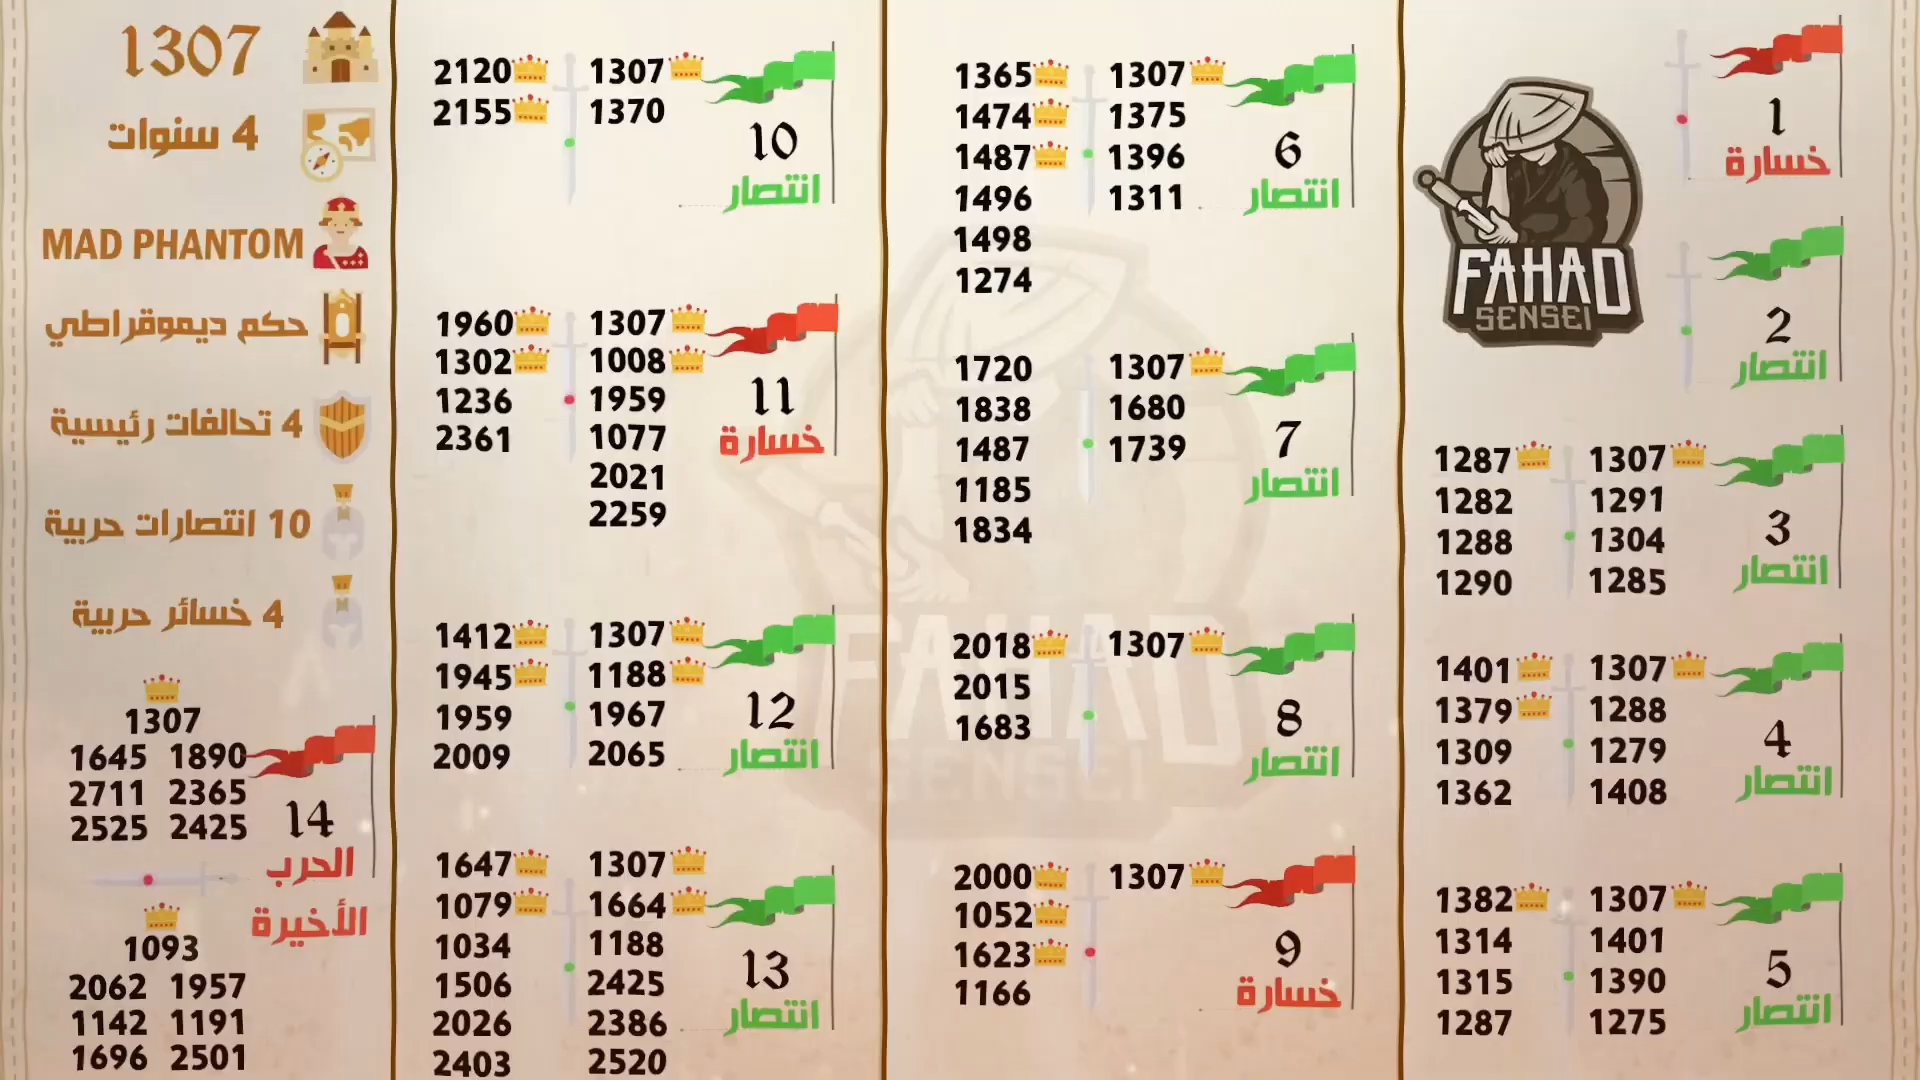 1307
4 سنوات
MAD PHANTOM
حكم ديموقراطي
4 تحالفات رئيسية
10 انتصارات حربية
4 خسائر حربية
1307
1645 1890
2711 2365
2525 2425
14
الحرب
الأخيرة
1093
2062 1957
1142 1191
1696 2501
2120 1307
2155 1370
10
انتصار
1960 1307
1302 1008
1236 1959
2361 1077
2021
2259
11
خسارة
1412 1307
1945 1188
1959 1967
2009 2065
12
انتصار
1647 1307
1079 1664
1034 1188
1506 2425
2026 2386
2403 2520
13
انتصار
1365 1307
1474 1375
1487 1396
1496 1311
1498
1274
6
انتصار
1720 1307
1838 1680
1487 1739
1185
1834
7
انتصار
2018 1307
2015
1683
8
انتصار
2000 1307
1052
1623
1166
9
خسارة
FAHAD
SENSEI
FAHAD
SENSEI
1
خسارة
2
انتصار
1287 1307
1282 1291
1288 1304
1290 1285
3
انتصار
1401 1307
1379 1288
1309 1279
1362 1408
4
انتصار
1382 1307
1314 1401
1315 1390
1287 1275
5
انتصار